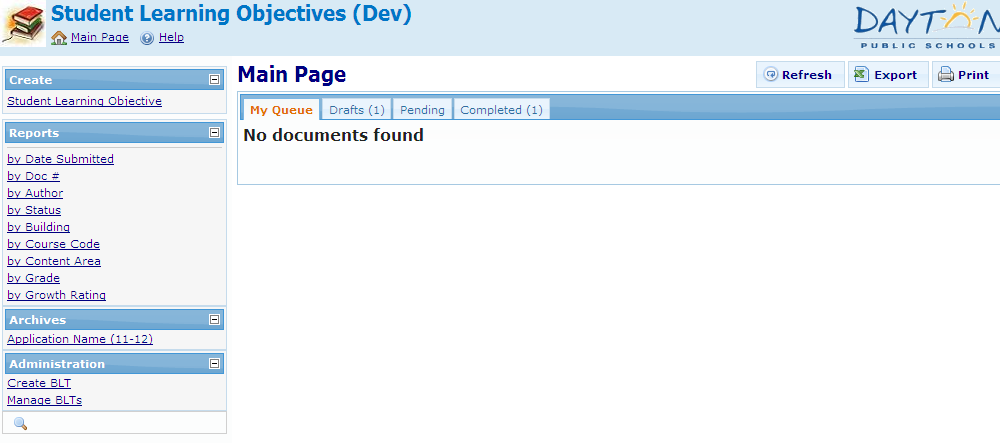 Student Learning Objectives (Dev)
Main Page Help
DAYTON
PUBLIC SCHOOLS
Create
Student Learning Objective
Reports
by Date Submitted
by Doc #
by Author
by Status
by Building
by Course Code
by Content Area
by Grade
by Growth Rating
Archives
Application Name (11-12)
Administration
Create BLT
Manage BLTs
Main Page
Refresh Export Print
My Queue Drafts (1) Pending Completed (1)
No documents found